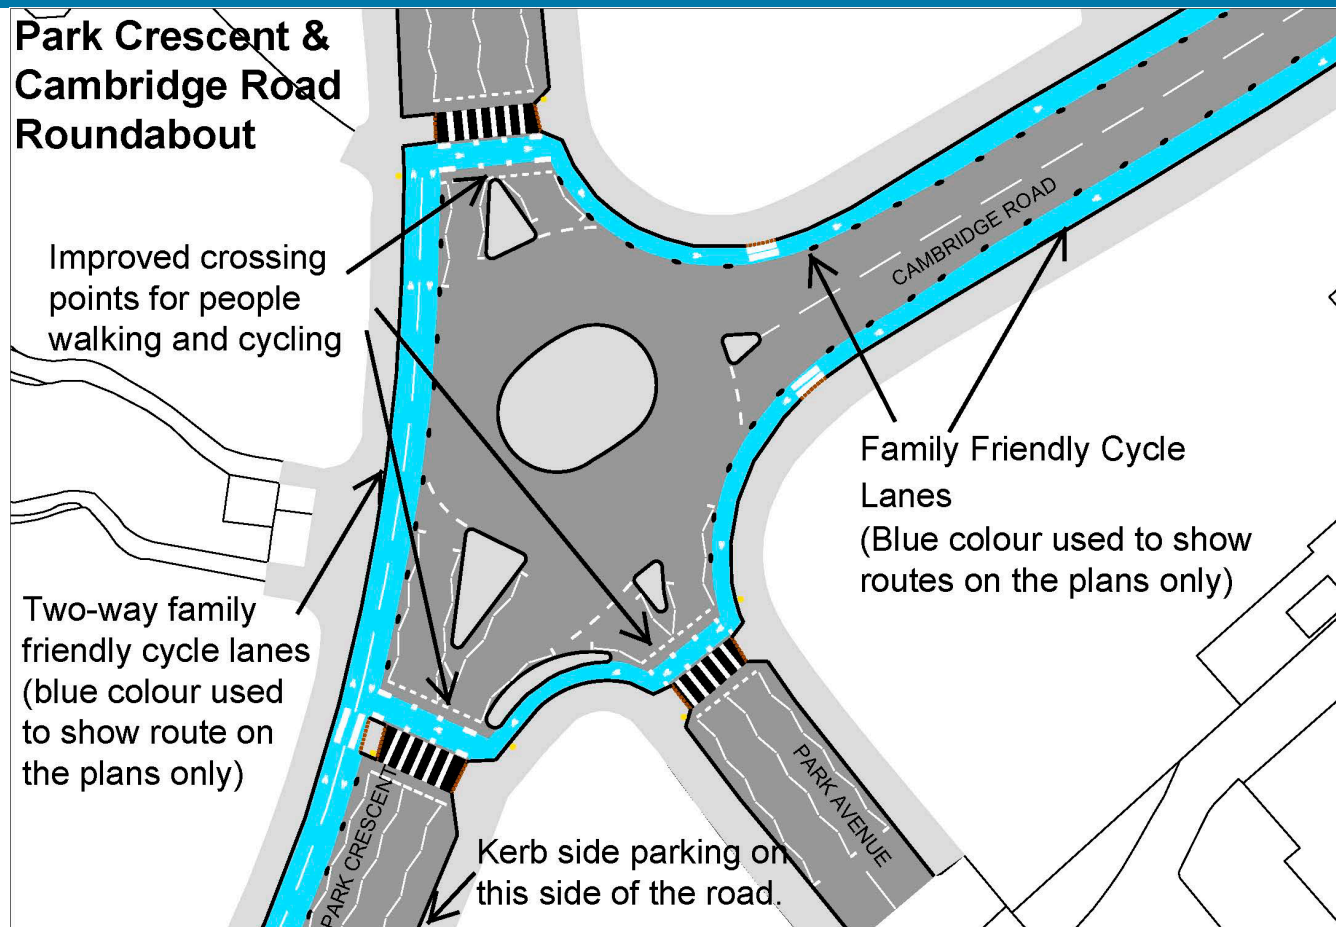 Park Crescent &
Cambridge Road
Roundabout
Improved crossing
points for people
walking and cycling
CAMBRIDGE ROAD
Family Friendly Cycle
Lanes
(Blue colour used to show
routes on the plans only)
Two-way family
friendly cycle lanes
(blue colour used
to show route on
the plans only)
PARK CRESCENT
PARK AVENUE
Kerb side parking on
this side of the road.